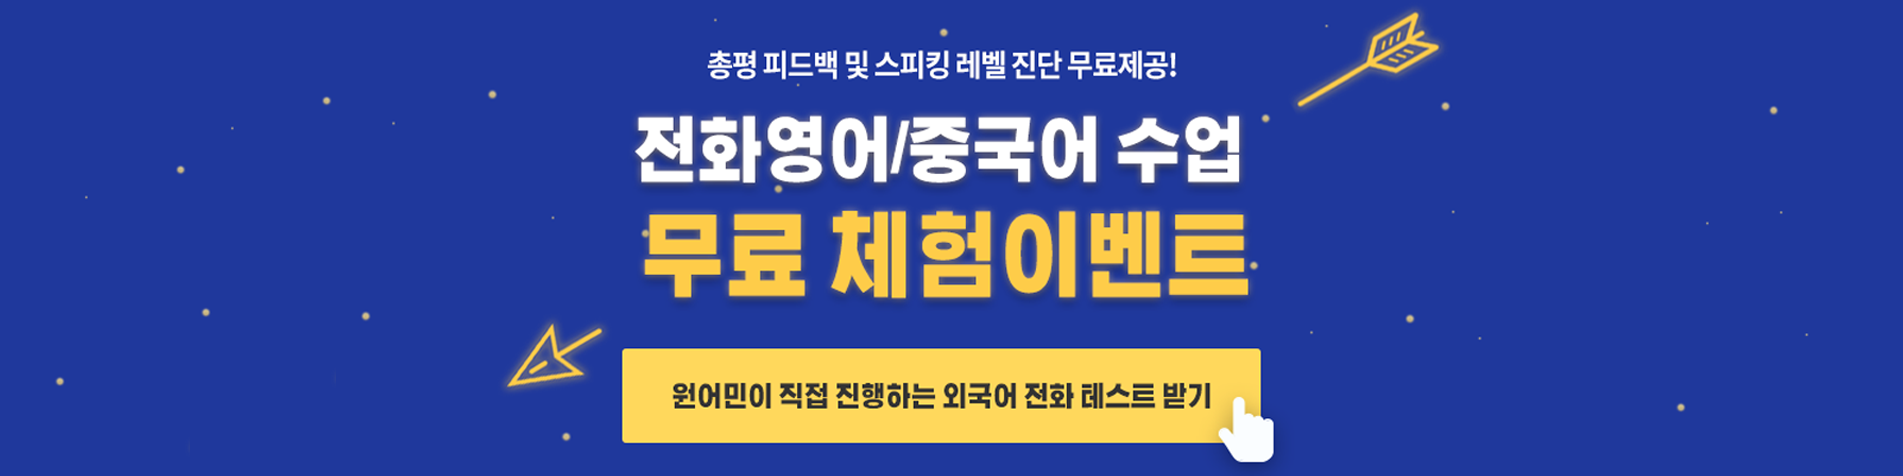 총평 피드백 및 스피킹 레벨 진단 무료제공!
전화영어/중국어 수업
무료 체험이벤트
원어민이 직접 진행하는 외국어 전화 테스트 받기